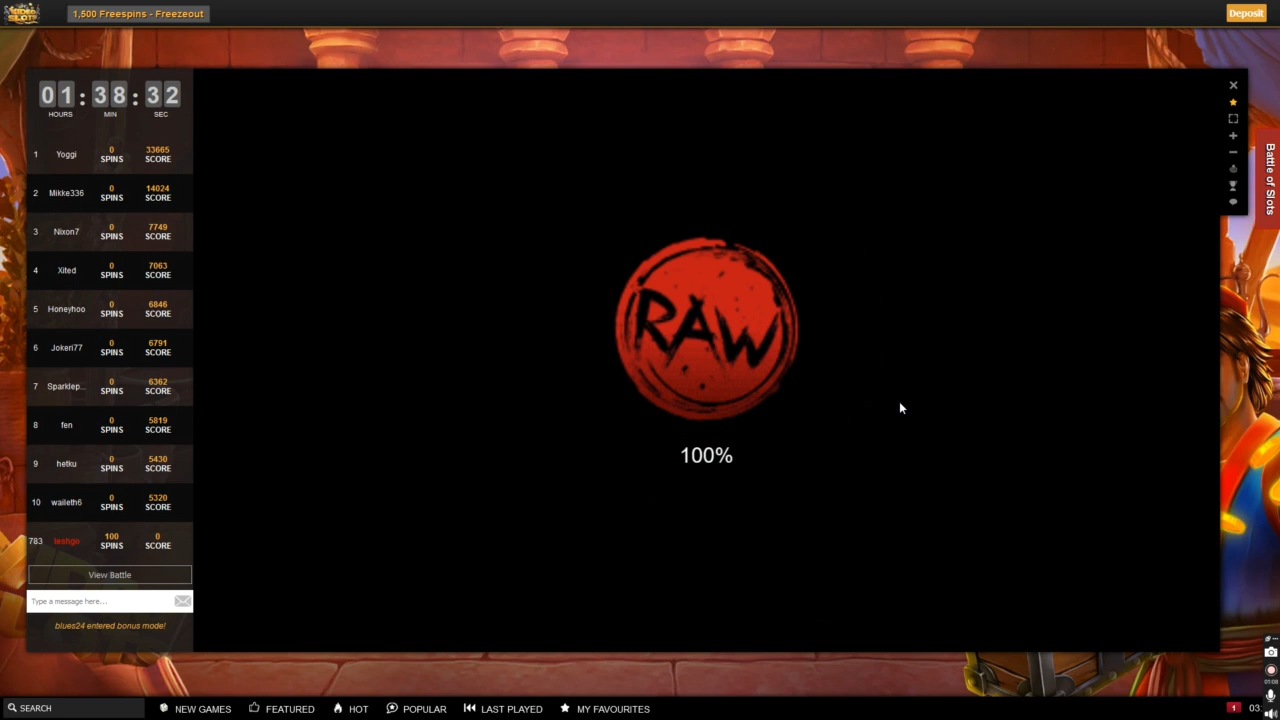 VIDEO SLOTS
1,500 Freespins - Freezeout
Deposit
01 : 38 : 32
HOURS MIN SEC
1 Yoggi 0 SPINS 33665 SCORE
2 Mikke336 0 SPINS 14024 SCORE
3 Nixon7 0 SPINS 7749 SCORE
4 Xited 0 SPINS 7063 SCORE
5 Honeyhoo 0 SPINS 6846 SCORE
6 Jokeri77 0 SPINS 6791 SCORE
7 Sparklep... 0 SPINS 6362 SCORE
8 fen 0 SPINS 5819 SCORE
9 hetku 0 SPINS 5430 SCORE
10 waileth6 0 SPINS 5320 SCORE
783 leshgo 100 SPINS 0 SCORE
View Battle
Type a message here...
blues24 entered bonus mode!
RAW
100%
Battle of Slots
SEARCH NEW GAMES FEATURED HOT POPULAR LAST PLAYED MY FAVOURITES 1 03: